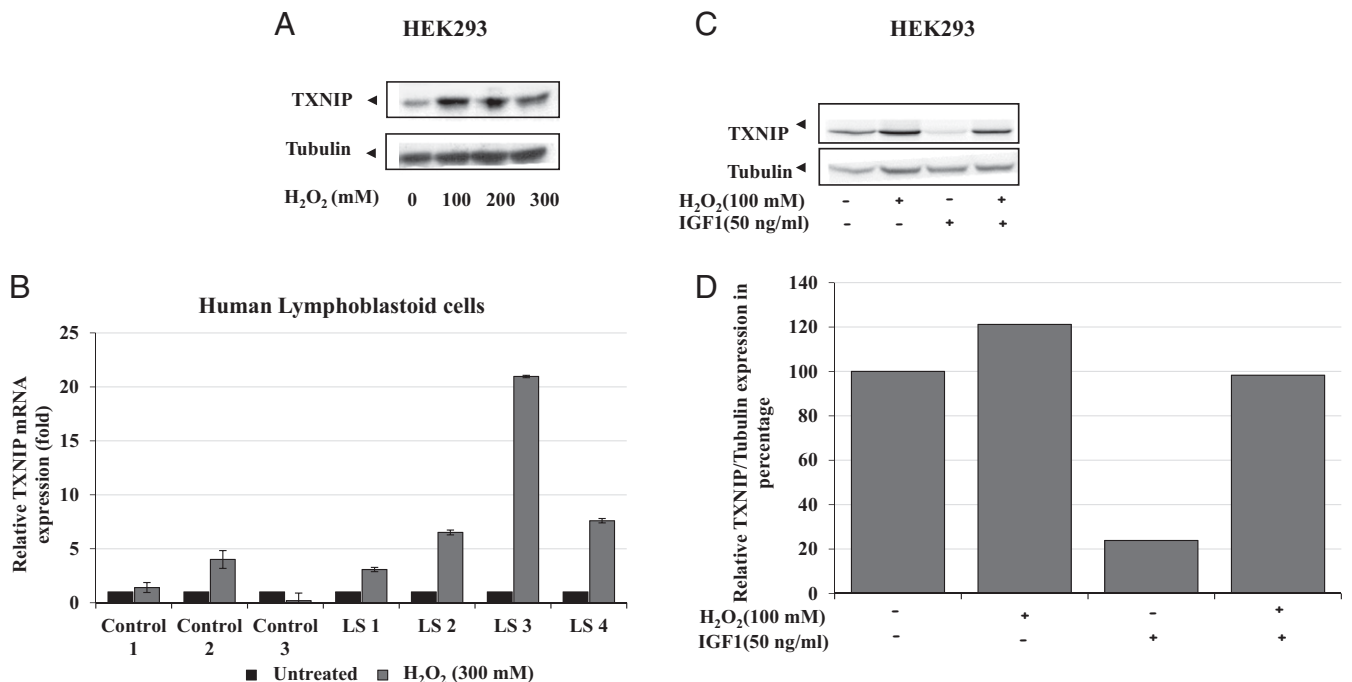 A
HEK293
TXNIP ◄
Tubulin ◄
H₂O₂ (mM) 0 100 200 300
B
Human Lymphoblastoid cells
Relative TXNIP mRNA
expression (fold)
25
20
15
10
5
0
Control
1
Control
2
Control
3
LS 1
LS 2
LS 3
LS 4
Untreated
H₂O₂ (300 mM)
C
HEK293
TXNIP ◄
Tubulin ◄
H₂O₂(100 mM) - + - +
IGF1(50 ng/ml) - - + +
D
Relative TXNIP/Tubulin expression in
percentage
140
120
100
80
60
40
20
0
H₂O₂(100 mM) - + - +
IGF1(50 ng/ml) - - + +